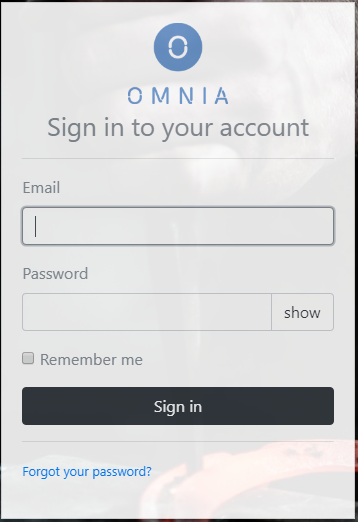 OMNIA
Sign in to your account
Email
Password
show
Remember me
Sign in
Forgot your password?